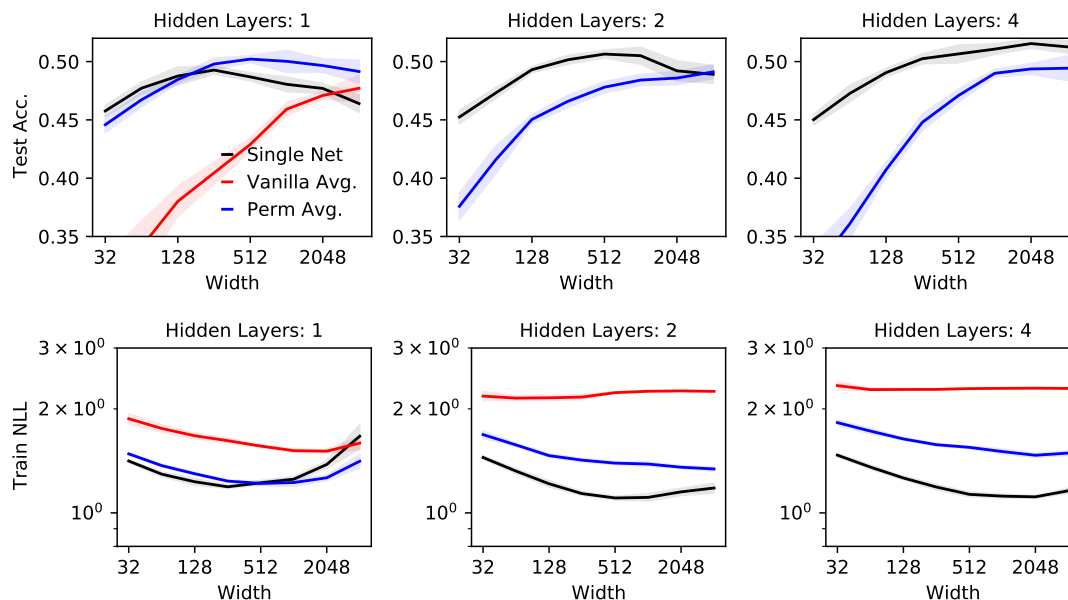 Hidden Layers: 1
Hidden Layers: 2
Hidden Layers: 4
Test Acc.
0.50
0.45
0.40
0.35
Single Net
Vanilla Avg.
Perm Avg.
32 128 512 2048
Width
0.50
0.45
0.40
0.35
32 128 512 2048
Width
0.50
0.45
0.40
0.35
32 128 512 2048
Width
Hidden Layers: 1
Hidden Layers: 2
Hidden Layers: 4
Train NLL
3 × 10⁰
2 × 10⁰
10⁰
32 128 512 2048
Width
3 × 10⁰
2 × 10⁰
10⁰
32 128 512 2048
Width
3 × 10⁰
2 × 10⁰
10⁰
32 128 512 2048
Width